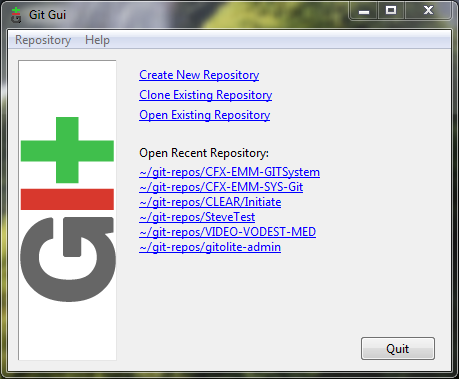 Git Gui
Repository Help
Create New Repository
Clone Existing Repository
Open Existing Repository
Open Recent Repository:
~/git-repos/CFX-EMM-GITSystem
~/git-repos/CFX-EMM-SYS-Git
~/git-repos/CLEAR/Initiate
~/git-repos/SteveTest
~/git-repos/VIDEO-VODEST-MED
~/git-repos/gitolite-admin
Quit